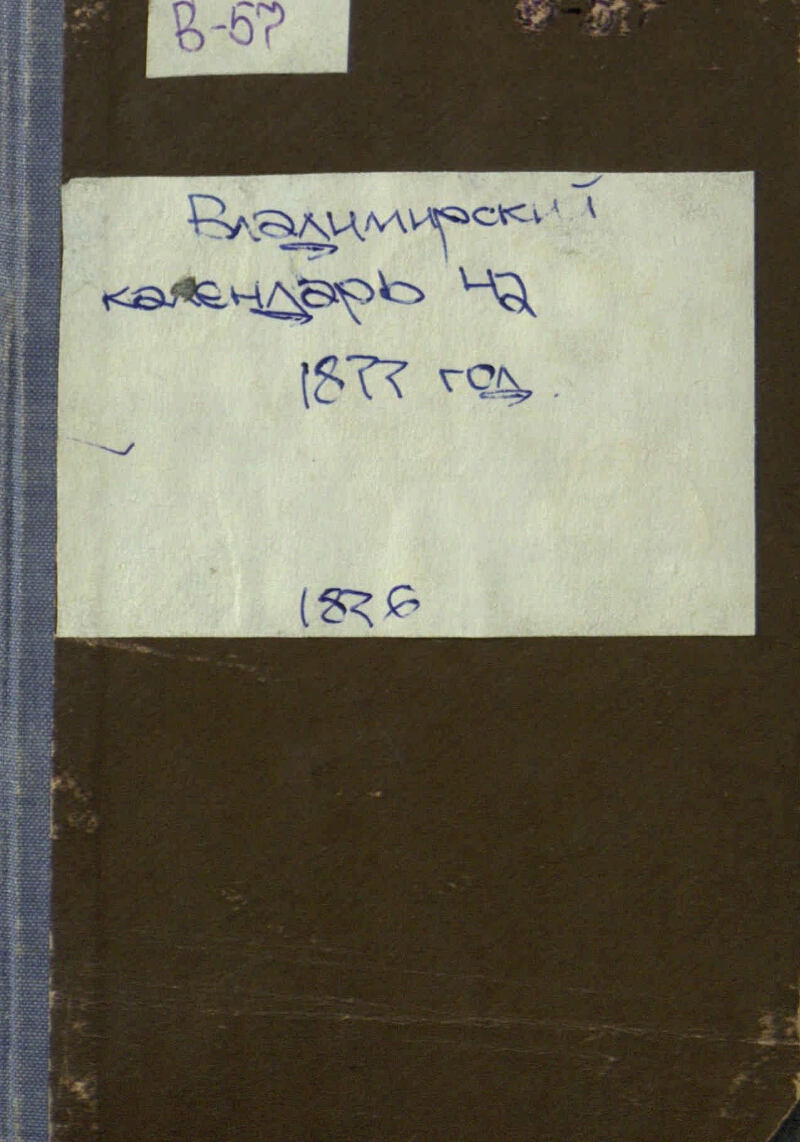 В-57
Владимирский
календарь на
1877 год.
1876